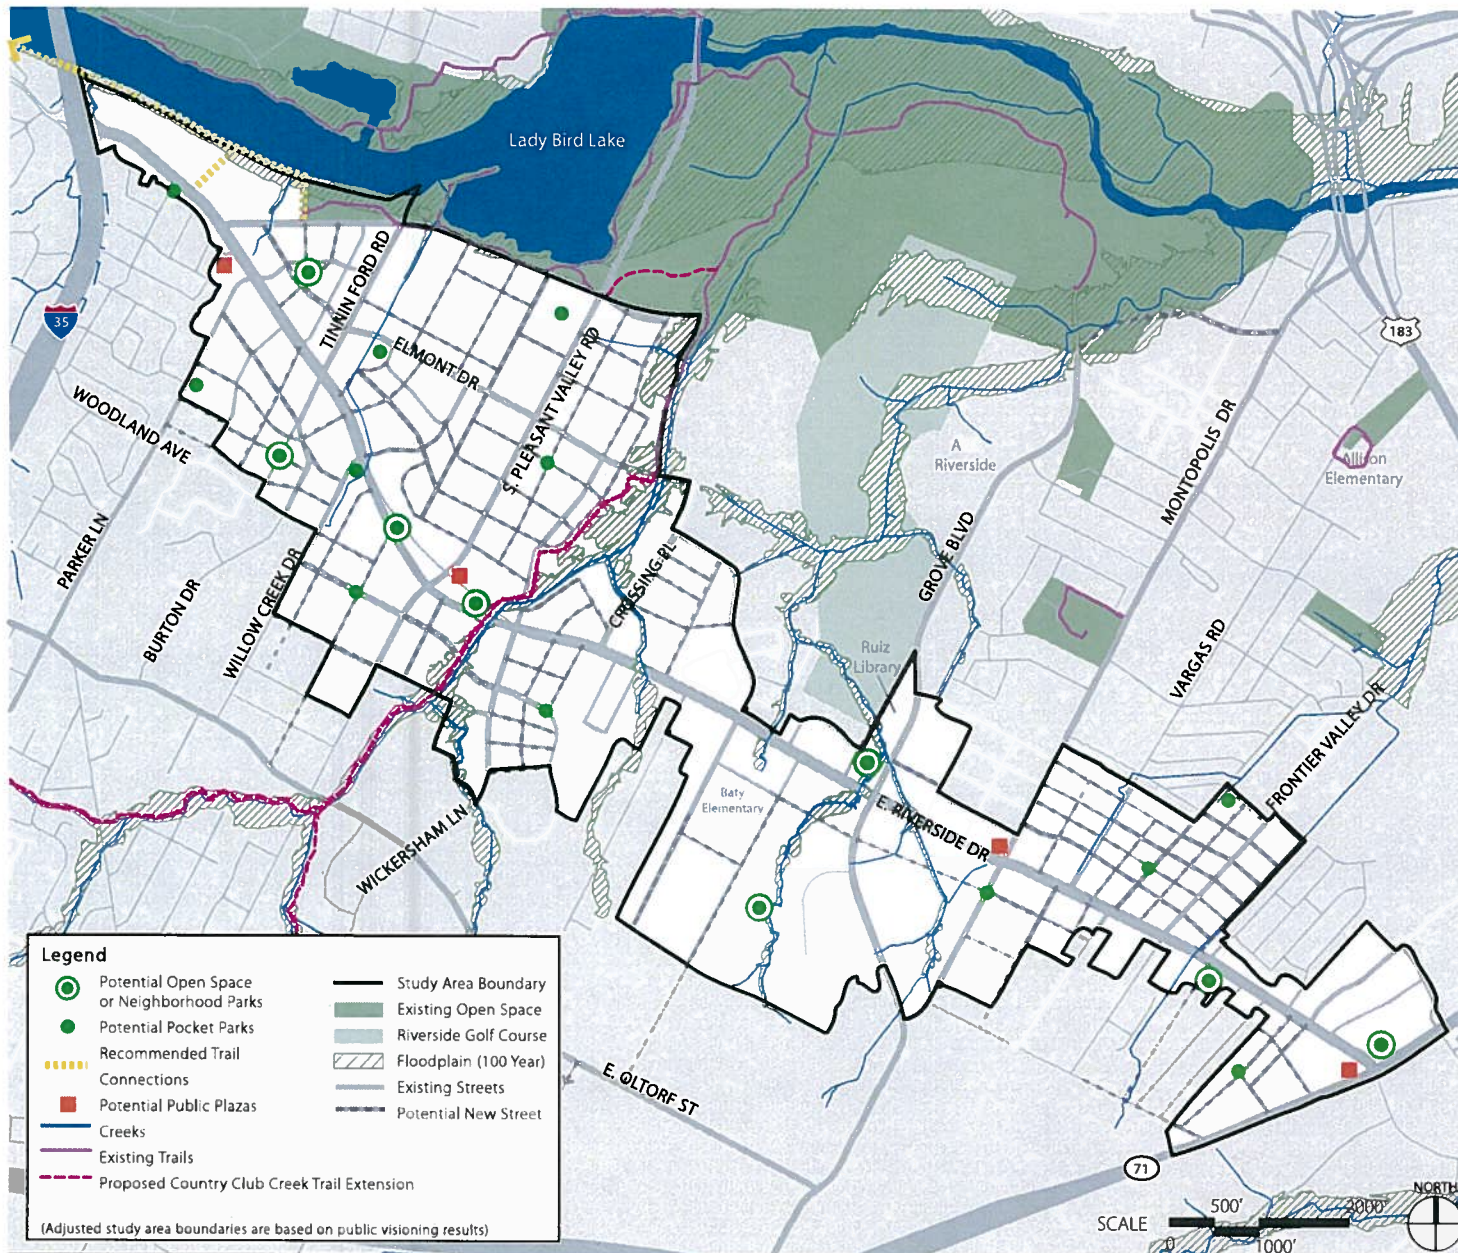 Lady Bird Lake
35
183
TINNIN FORD RD
ELMONT DR
S. PLEASANT VALLEY RD
WOODLAND AVE
PARKER LN
BURTON DR
WILLOW CREEK DR
CROSSING PL
WICKERSHAM LN
A
Riverside
GROVE BLVD
MONTOPOLIS DR
Allison
Elementary
Ruiz
Library
VARGAS RD
FRONTIER VALLEY DR
Baty
Elementary
E. RIVERSIDE DR
E. OLTORF ST
71
Legend
Potential Open Space
or Neighborhood Parks
Potential Pocket Parks
Recommended Trail
Connections
Potential Public Plazas
Creeks
Existing Trails
Proposed Country Club Creek Trail Extension
Study Area Boundary
Existing Open Space
Riverside Golf Course
Floodplain (100 Year)
Existing Streets
Potential New Street
(Adjusted study area boundaries are based on public visioning results)
SCALE
0
500'
1000'
2000'
NORTH